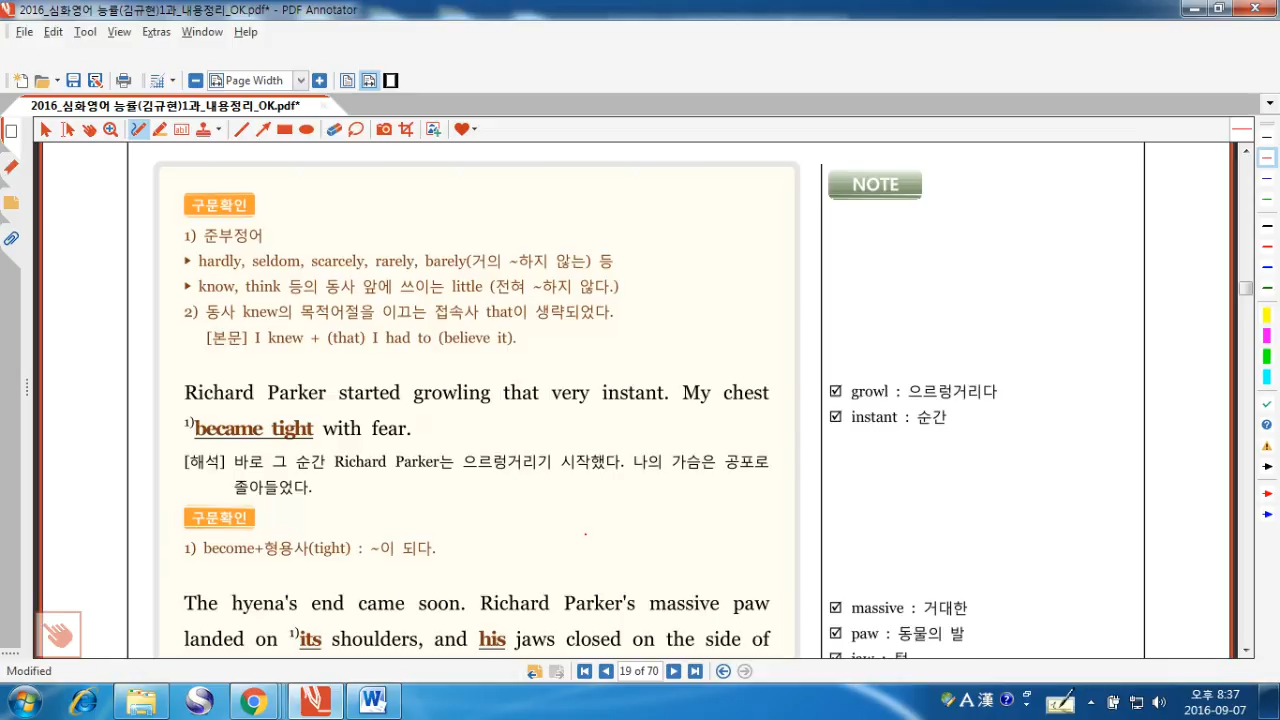 2016_심화영어 능률(김규현)1과_내용정리_OK.pdf* - PDF Annotator
File Edit Tool View Extras Window Help
Page Width
2016_심화영어 능률(김규현)1과_내용정리_OK.pdf*
구문확인
NOTE
1) 준부정어
▸ hardly, seldom, scarcely, rarely, barely(거의 ~하지 않는) 등
▸ know, think 등의 동사 앞에 쓰이는 little (전혀 ~하지 않다.)
2) 동사 knew의 목적어절을 이끄는 접속사 that이 생략되었다.
[본문] I knew + (that) I had to (believe it).
Richard Parker started growling that very instant. My chest
1)became tight with fear.
☑ growl : 으르렁거리다
☑ instant : 순간
[해석] 바로 그 순간 Richard Parker는 으르렁거리기 시작했다. 나의 가슴은 공포로
졸아들었다.
구문확인
1) become+형용사(tight) : ~이 되다.
The hyena's end came soon. Richard Parker's massive paw
landed on 1)its shoulders, and his jaws closed on the side of
☑ massive : 거대한
☑ paw : 동물의 발
☑ jaw : 턱
Modified
19 of 70
A 漢
오후 8:37
2016-09-07